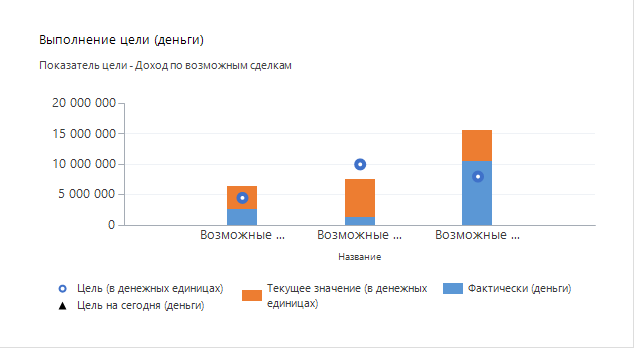 Выполнение цели (деньги)
Показатель цели - Доход по возможным сделкам
20 000 000
15 000 000
10 000 000
5 000 000
0
Возможные ... Возможные ... Возможные ...
Название
Цель (в денежных единицах)
Цель на сегодня (деньги)
Текущее значение (в денежных
единицах)
Фактически (деньги)